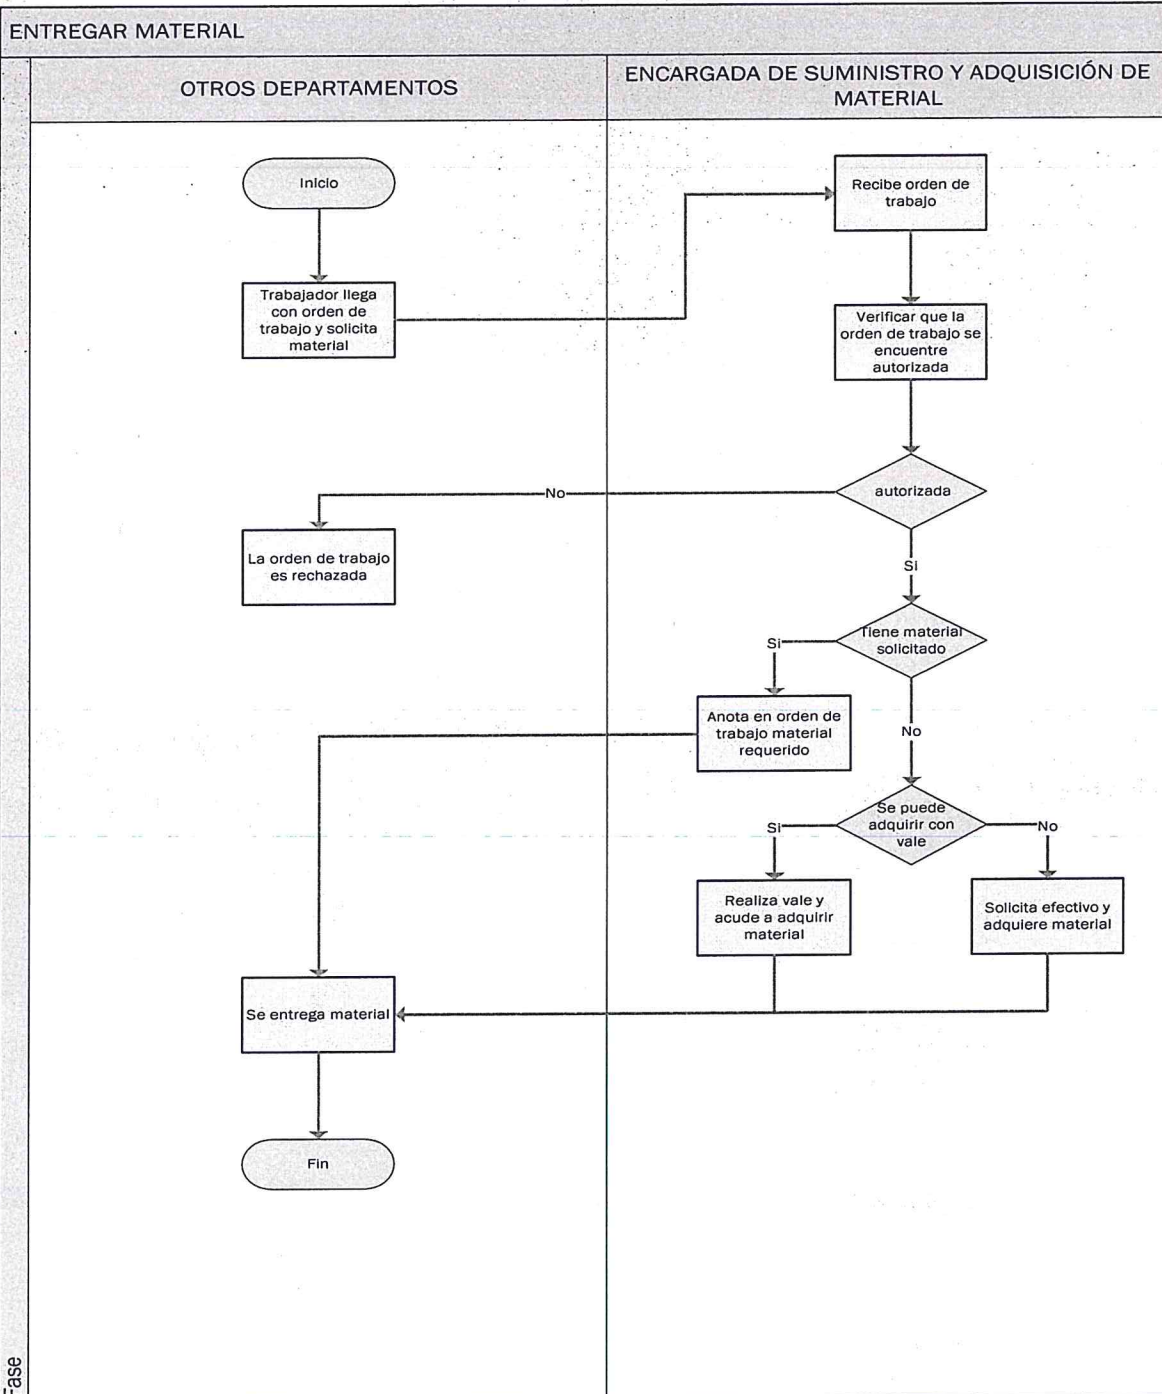 ENTREGAR MATERIAL
OTROS DEPARTAMENTOS
ENCARGADA DE SUMINISTRO Y ADQUISICIÓN DE
MATERIAL
Inicio
Recibe orden de
trabajo
Trabajador llega
con orden de
trabajo y solicita
material
Verificar que la
orden de trabajo se
encuentre
autorizada
autorizada
No
La orden de trabajo
es rechazada
Si
Tiene material
solicitado
Si
Anota en orden de
trabajo material
requerido
No
Se puede
adquirir con
vale
Si
No
Realiza vale y
acude a adquirir
material
Solicita efectivo y
adquiere material
Se entrega material
Fin
Fase